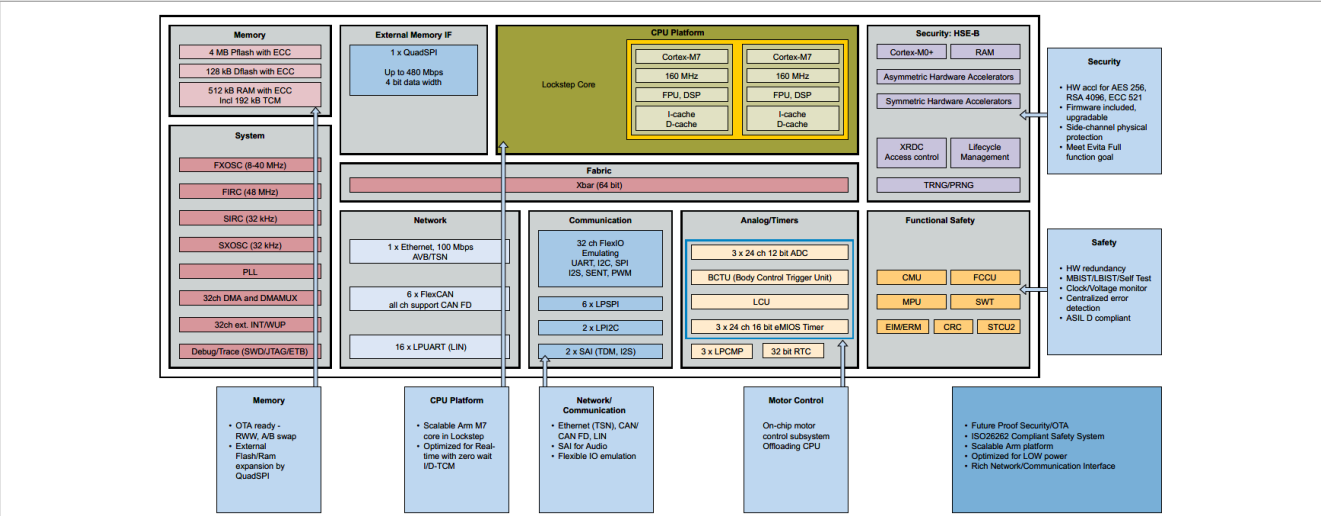 Memory
4 MB Pflash with ECC
128 kB Dflash with ECC
512 kB RAM with ECC
Incl 192 kB TCM
External Memory IF
1 x QuadSPI
Up to 480 Mbps
4 bit data width
CPU Platform
Lockstep Core
Cortex-M7
160 MHz
FPU, DSP
I-cache
D-cache
Cortex-M7
160 MHz
FPU, DSP
I-cache
D-cache
Security: HSE-B
Cortex-M0+
RAM
Asymmetric Hardware Accelerators
Symmetric Hardware Accelerators
XRDC
Access control
Lifecycle
Management
TRNG/PRNG
Security
• HW accl for AES 256,
RSA 4096, ECC 521
• Firmware included,
upgradable
• Side-channel physical
protection
• Meet Evita Full
function goal
System
FXOSC (8-40 MHz)
FIRC (48 MHz)
SIRC (32 kHz)
SXOSC (32 kHz)
PLL
32ch DMA and DMAMUX
32ch ext. INT/WUP
Debug/Trace (SWD/JTAG/ETB)
Fabric
Xbar (64 bit)
Network
1 x Ethernet, 100 Mbps
AVB/TSN
6 x FlexCAN
all ch support CAN FD
16 x LPUART (LIN)
Communication
32 ch FlexIO
Emulating
UART, I2C, SPI
I2S, SENT, PWM
6 x LPSPI
2 x LPI2C
2 x SAI (TDM, I2S)
Analog/Timers
3 x 24 ch 12 bit ADC
BCTU (Body Control Trigger Unit)
LCU
3 x 24 ch 16 bit eMIOS Timer
3 x LPCMP
32 bit RTC
Functional Safety
CMU
FCCU
MPU
SWT
EIM/ERM
CRC
STCU2
Safety
• HW redundancy
• MBIST/LBIST/Self Test
• Clock/Voltage monitor
• Centralized error
detection
• ASIL D compliant
Memory
• OTA ready -
RWW, A/B swap
• External
Flash/Ram
expansion by
QuadSPI
CPU Platform
• Scalable Arm M7
core in Lockstep
• Optimized for Real-
time with zero wait
I/D-TCM
Network/
Communication
• Ethernet (TSN), CAN/
CAN FD, LIN
• SAI for Audio
• Flexible IO emulation
Motor Control
On-chip motor
control subsystem
Offloading CPU
• Future Proof Security/OTA
• ISO26262 Compliant Safety System
• Scalable Arm platform
• Optimized for LOW power
• Rich Network/Communication Interface